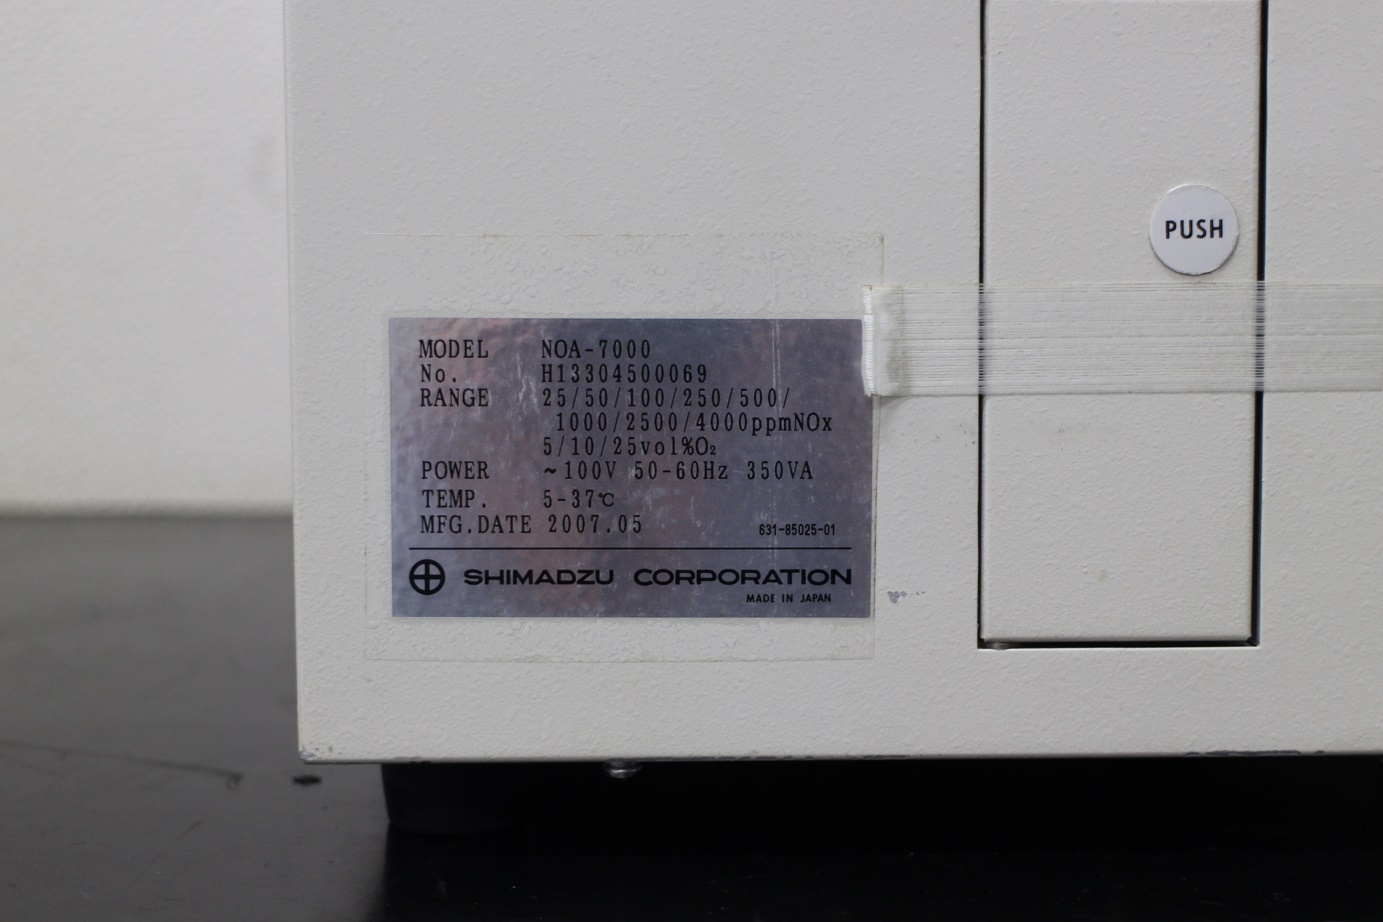 PUSH
MODEL NOA-7000
No. H13304500069
RANGE 25/50/100/250/500/
1000/2500/4000ppmNOx
5/10/25vol%O₂
POWER ~100V 50-60Hz 350VA
TEMP. 5-37℃
MFG.DATE 2007.05
631-85025-01
SHIMADZU CORPORATION
MADE IN JAPAN